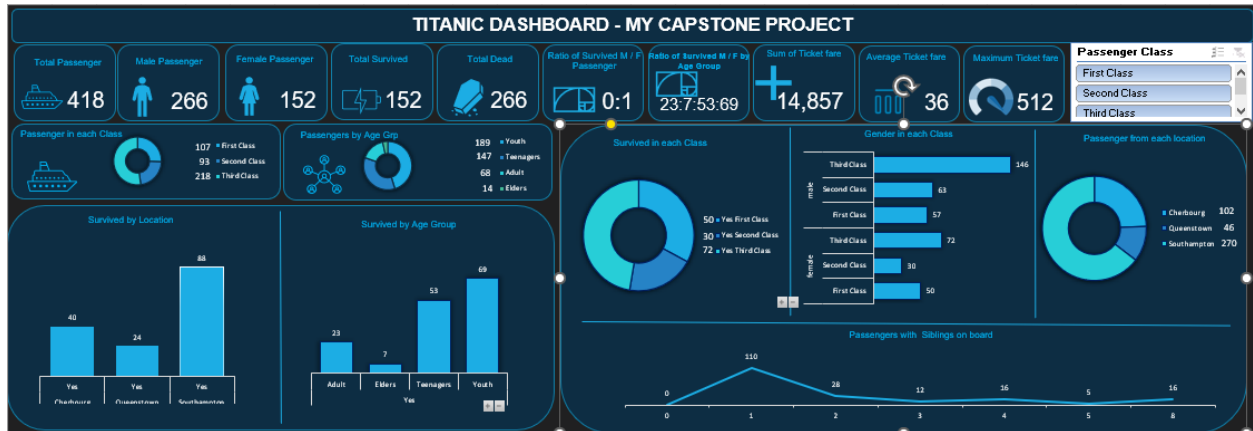 TITANIC DASHBOARD - MY CAPSTONE PROJECT
Total Passenger
418
Male Passenger
266
Female Passenger
152
Total Survived
152
Total Dead
266
Ratio of Survived M / F
Passenger
0:1
Ratio of Survived M / F by
Age Group
23:7:53:69
Sum of Ticket fare
14,857
Average Ticket fare
36
Maximum Ticket fare
512
Passenger Class
First Class
Second Class
Third Class
Passenger in each Class
107 First Class
93 Second Class
218 Third Class
Passengers by Age Grp
189 Youth
147 Teenagers
68 Adult
14 Elders
Survived by Location
40
24
88
Yes Yes Yes
Cherbourg Queenstown Southampton
Survived by Age Group
23
7
53
69
Adult Elders Teenagers Youth
Yes
Survived in each Class
50 Yes First Class
30 Yes Second Class
72 Yes Third Class
Gender in each Class
male
Third Class 146
Second Class 63
First Class 57
female
Third Class 72
Second Class 30
First Class 50
Passenger from each location
Cherbourg 102
Queenstown 46
Southampton 270
Passengers with Siblings on board
0 110 28 12 16 5 16
0 1 2 3 4 5 8